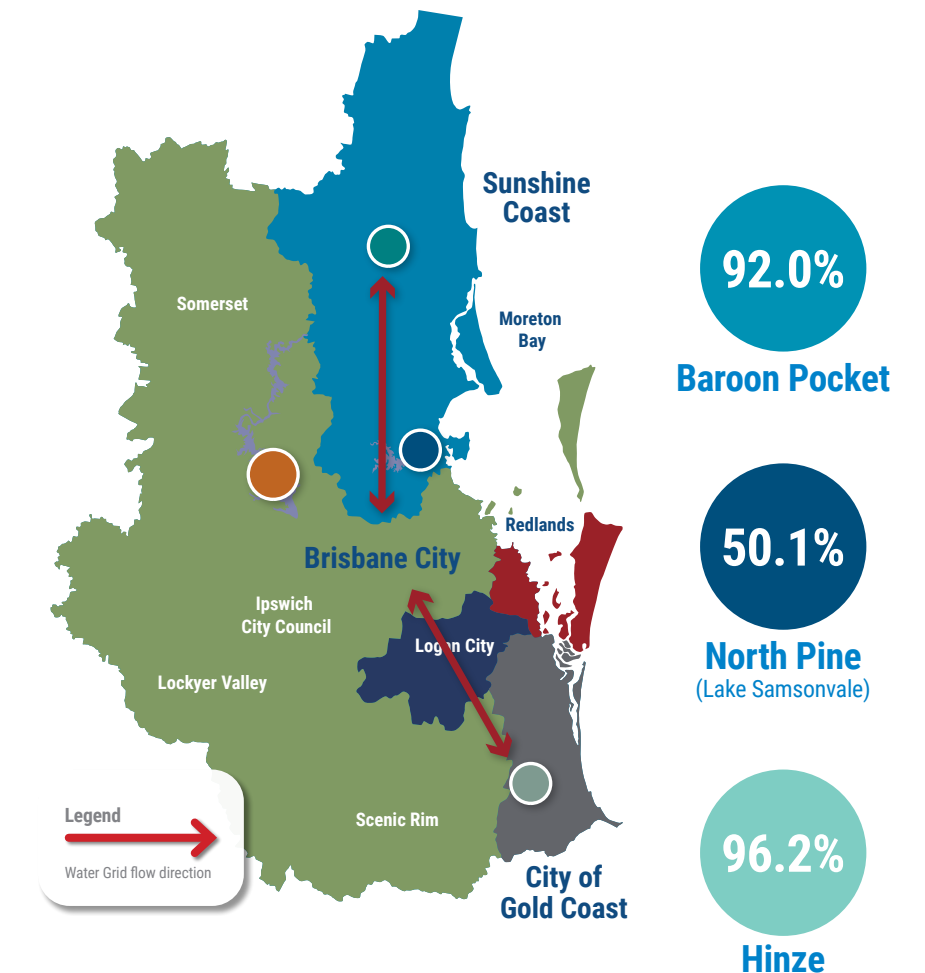 Sunshine
Coast
Somerset
Moreton
Bay
Redlands
Brisbane City
Ipswich
City Council
Logan City
Lockyer Valley
Scenic Rim
City of
Gold Coast
Legend
Water Grid flow direction
92.0%
Baroon Pocket
50.1%
North Pine
(Lake Samsonvale)
96.2%
Hinze